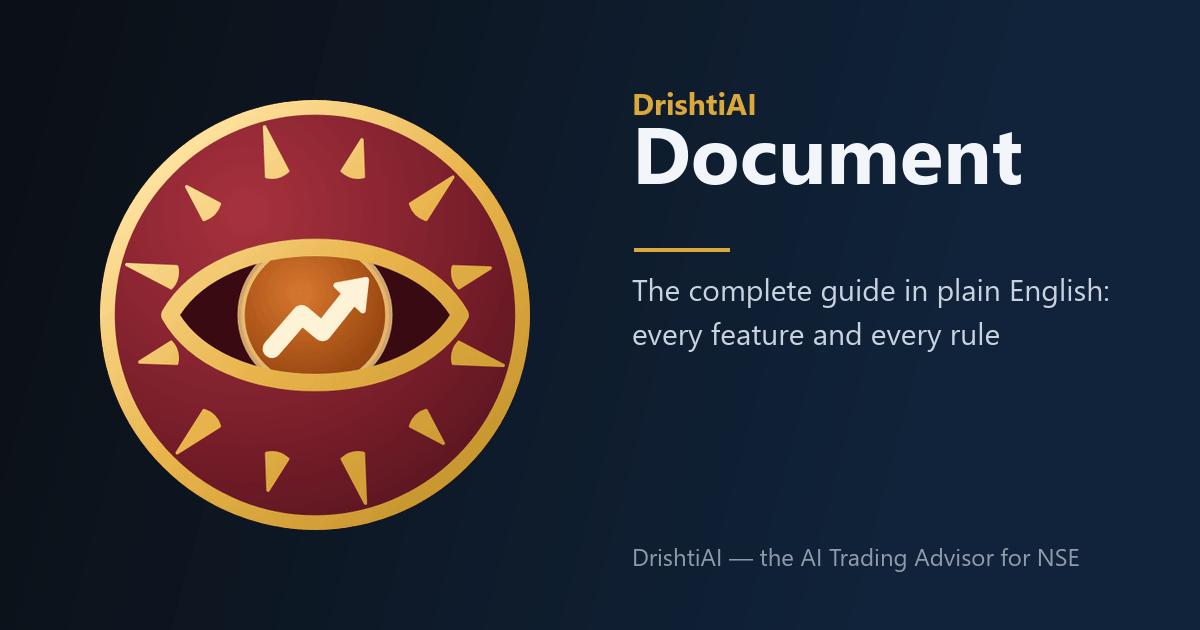 DrishtiAI
Document
The complete guide in plain English:
every feature and every rule
DrishtiAI — the AI Trading Advisor for NSE